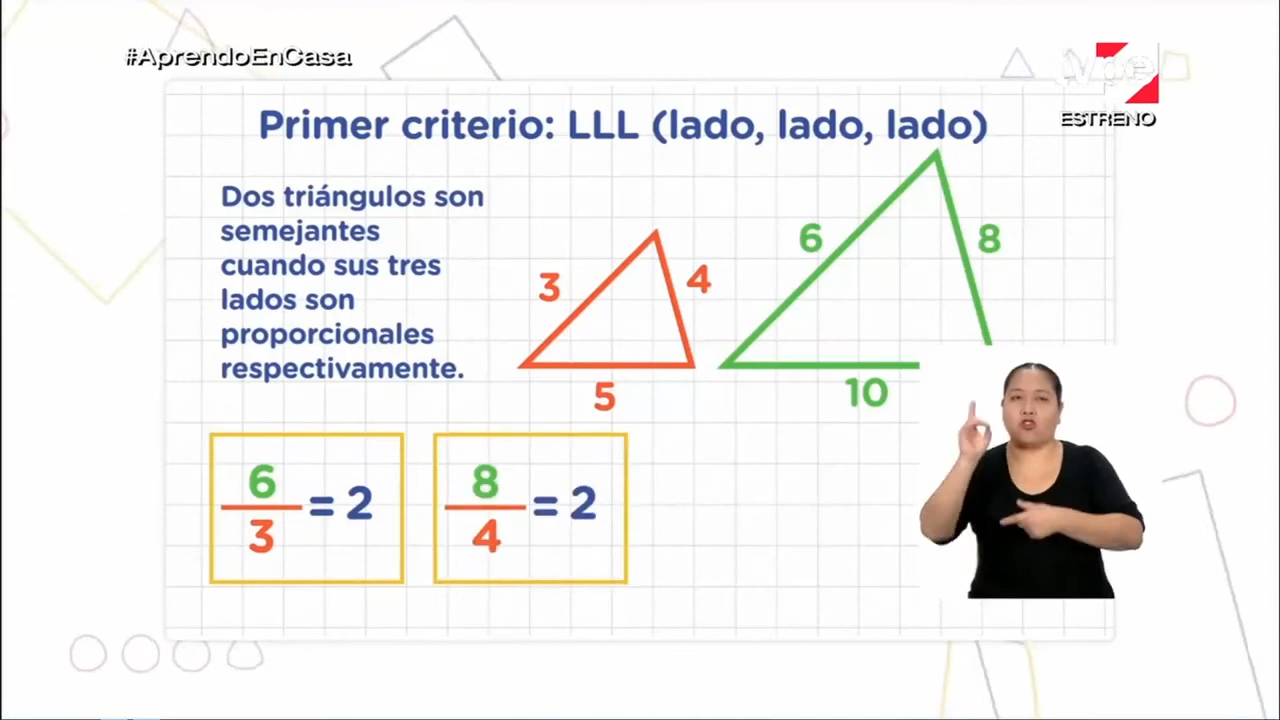 #AprendoEnCasa
tvpe
ESTRENO
Primer criterio: LLL (lado, lado, lado)
Dos triángulos son
semejantes
cuando sus tres
lados son
proporcionales
respectivamente.
3
4
5
6
8
10
6
3
= 2
8
4
= 2